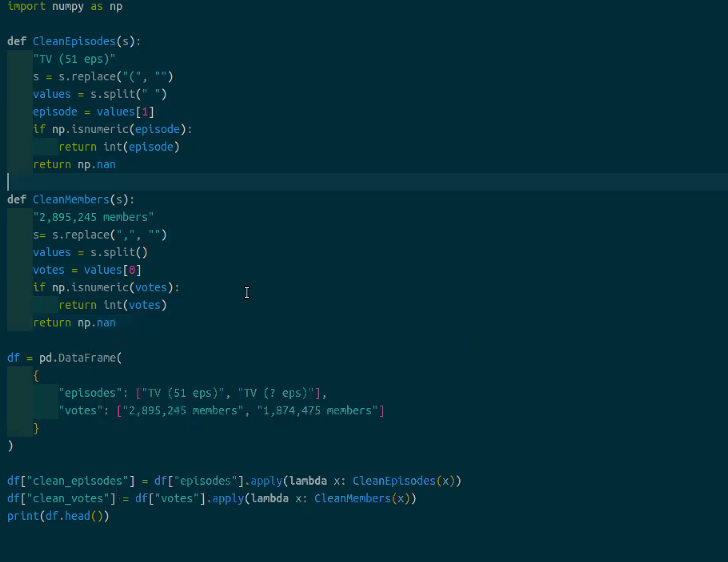 import numpy as np
def CleanEpisodes(s):
    "TV (51 eps)"
    s = s.replace("(", "")
    values = s.split(" ")
    episode = values[1]
    if np.isnumeric(episode):
        return int(episode)
    return np.nan
def CleanMembers(s):
    "2,895,245 members"
    s= s.replace(",", "")
    values = s.split()
    votes = values[0]
    if np.isnumeric(votes):
        return int(votes)
    return np.nan
df = pd.DataFrame(
    {
        "episodes": ["TV (51 eps)", "TV (? eps)"],
        "votes": ["2,895,245 members", "1,874,475 members"]
    }
)
df["clean_episodes"] = df["episodes"].apply(lambda x: CleanEpisodes(x))
df["clean_votes"] = df["votes"].apply(lambda x: CleanMembers(x))
print(df.head())